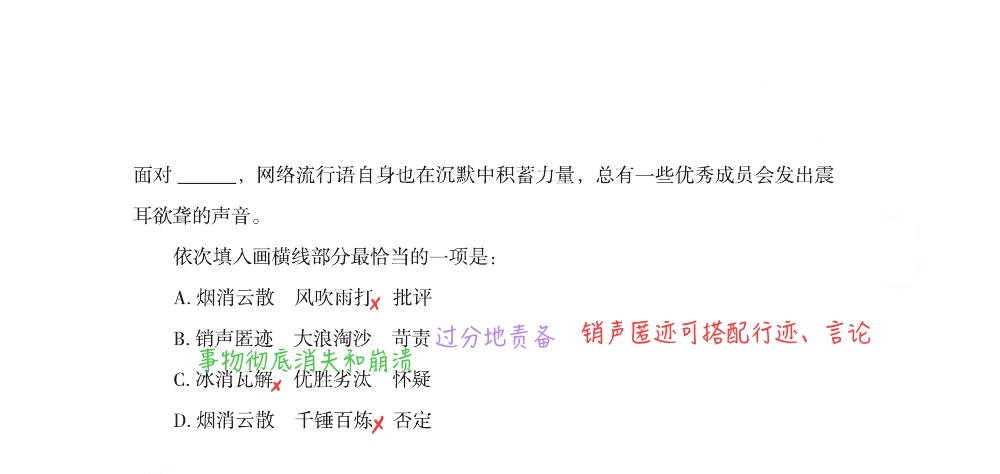 面对 ______，网络流行语自身也在沉默中积蓄力量，总有一些优秀成员会发出震
耳欲聋的声音。
依次填入画横线部分最恰当的一项是：
A. 烟消云散 风吹雨打x 批评
B. 销声匿迹 大浪淘沙 苛责 过分地责备 销声匿迹可搭配行迹、言论
事物彻底消失和崩溃
C. 冰消瓦解x 优胜劣汰 怀疑
D. 烟消云散 千锤百炼x 否定